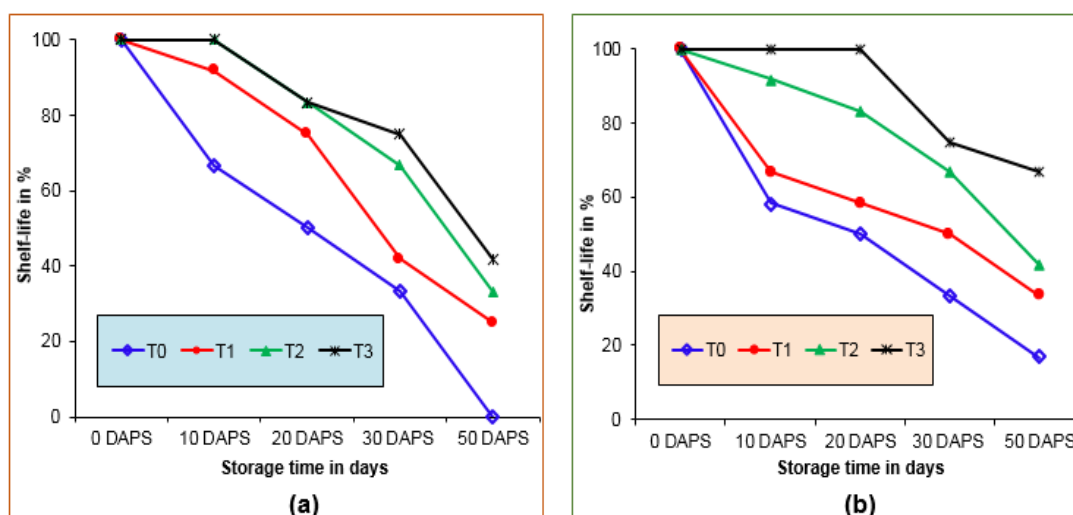 100
80
60
40
20
0
Shelf-life in %
T0 T1 T2 T3
0 DAPS 10 DAPS 20 DAPS 30 DAPS 50 DAPS
Storage time in days
(a)
100
80
60
40
20
0
Shelf-life in %
T0 T1 T2 T3
0 DAPS 10 DAPS 20 DAPS 30 DAPS 50 DAPS
Storage time in days
(b)